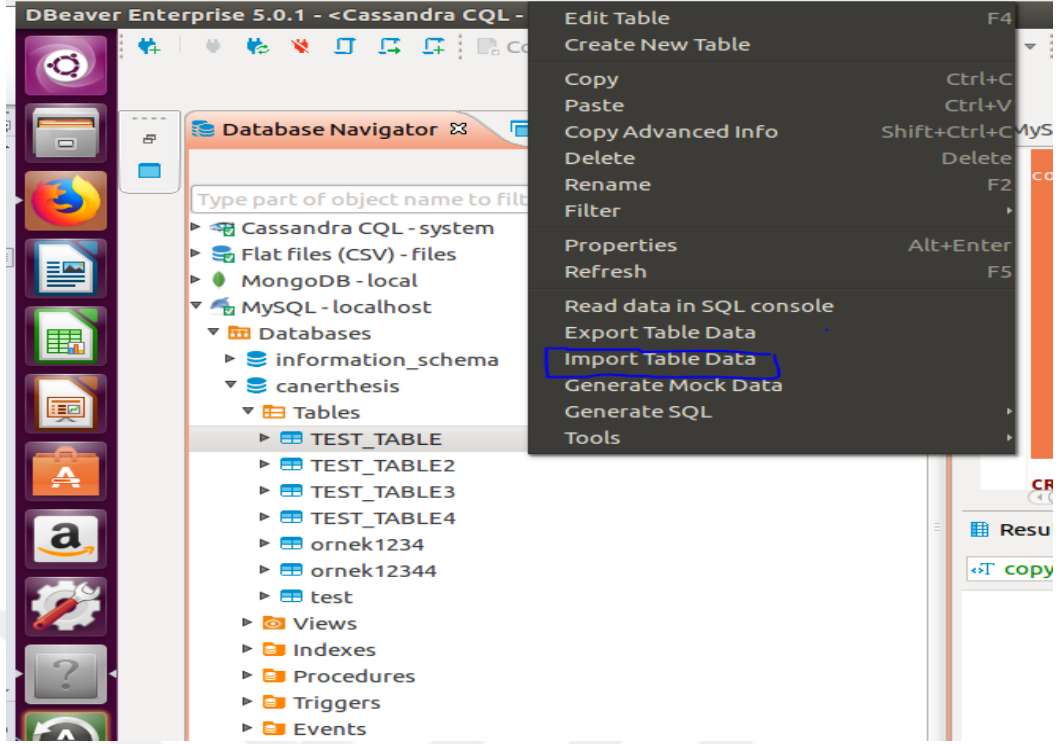 DBeaver Enterprise 5.0.1 - <Cassandra CQL -
Edit Table F4
Create New Table
Copy Ctrl+C
Paste Ctrl+V
Copy Advanced Info Shift+Ctrl+C
Delete Delete
Rename F2
Filter
Properties Alt+Enter
Refresh F5
Read data in SQL console
Export Table Data
Import Table Data
Generate Mock Data
Generate SQL
Tools
Database Navigator
Type part of object name to filt
Cassandra CQL - system
Flat files (CSV) - files
MongoDB - local
MySQL - localhost
Databases
information_schema
canerthesis
Tables
TEST_TABLE
TEST_TABLE2
TEST_TABLE3
TEST_TABLE4
ornek1234
ornek12344
test
Views
Indexes
Procedures
Triggers
Events
MyS
co
CR
Resu
copy